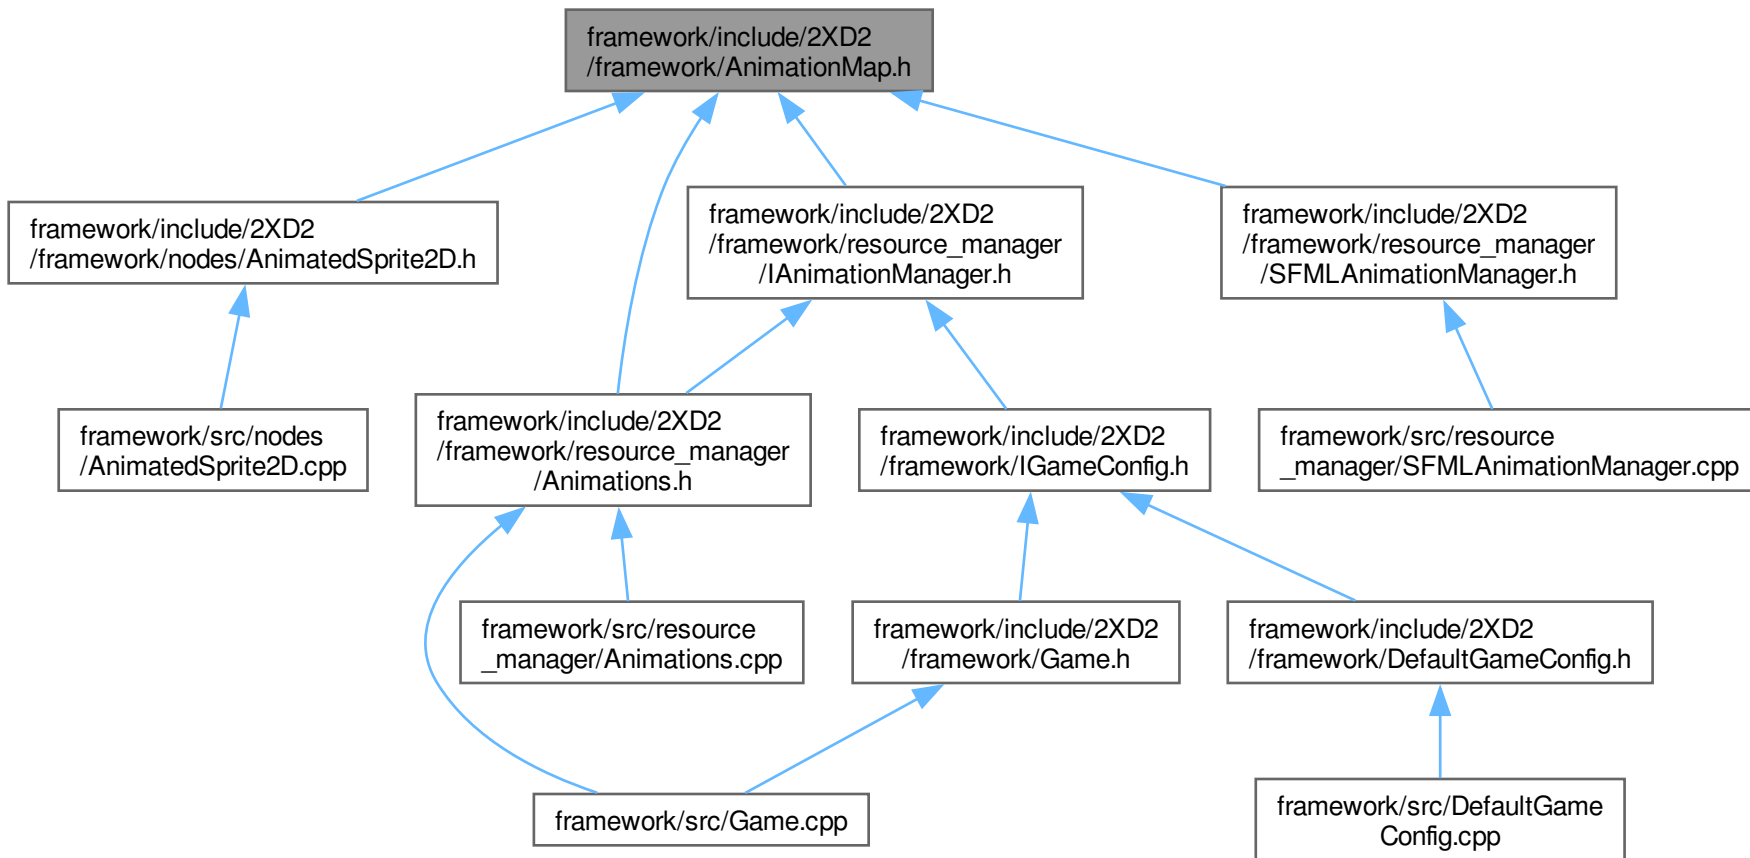 framework/include/2XD2
/framework/AnimationMap.h
framework/include/2XD2
/framework/nodes/AnimatedSprite2D.h
framework/include/2XD2
/framework/resource_manager
/IAnimationManager.h
framework/include/2XD2
/framework/resource_manager
/SFMLAnimationManager.h
framework/src/nodes
/AnimatedSprite2D.cpp
framework/include/2XD2
/framework/resource_manager
/Animations.h
framework/include/2XD2
/framework/IGameConfig.h
framework/src/resource
_manager/SFMLAnimationManager.cpp
framework/src/resource
_manager/Animations.cpp
framework/include/2XD2
/framework/Game.h
framework/include/2XD2
/framework/DefaultGameConfig.h
framework/src/Game.cpp
framework/src/DefaultGame
Config.cpp